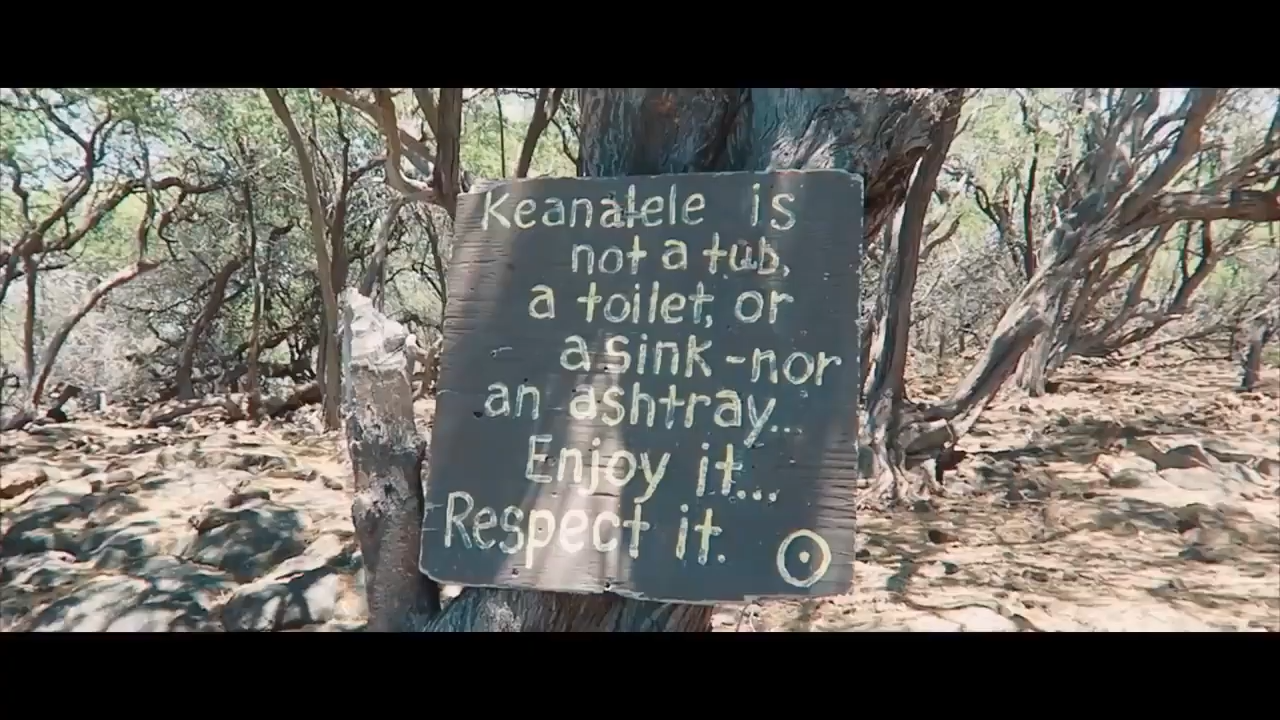 Keanalele is
not a tub,
a toilet, or
a sink - nor
an ashtray...
Enjoy it...
Respect it.